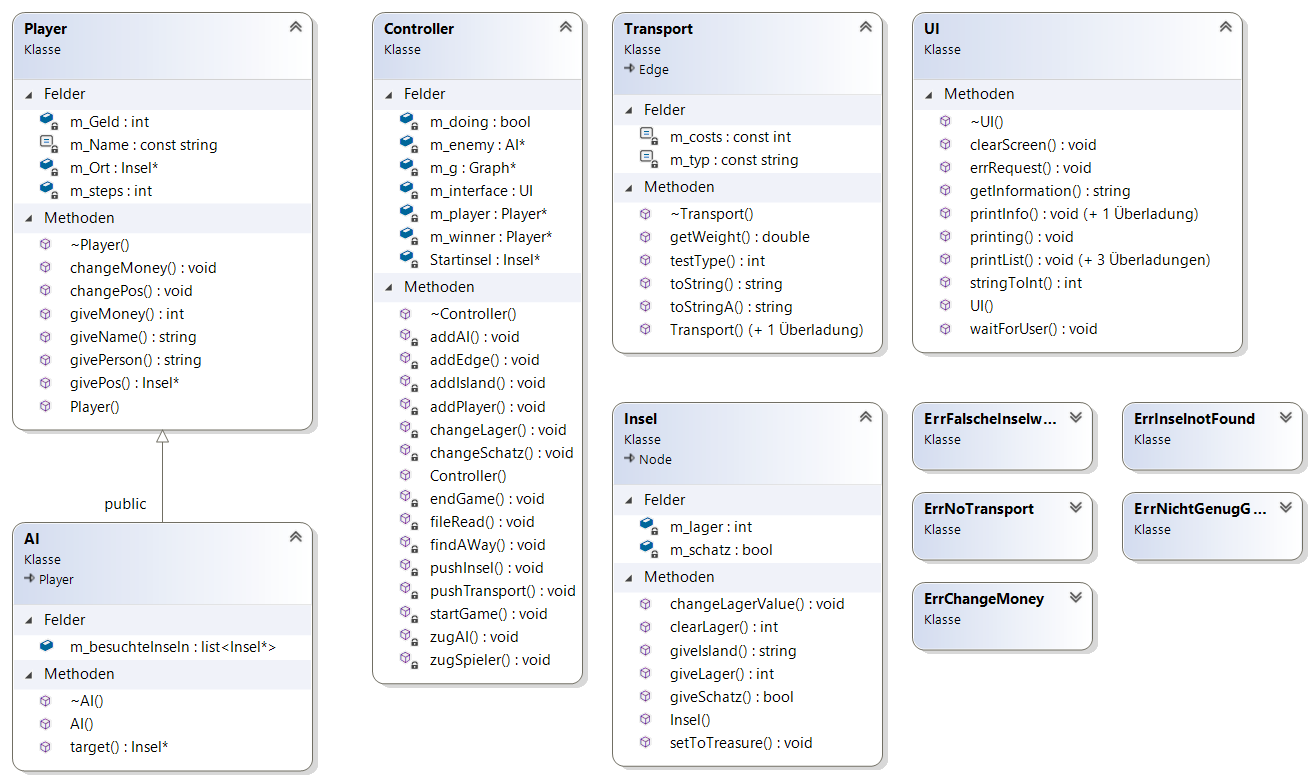 Player
Klasse
Felder
m_Geld : int
m_Name : const string
m_Ort : Insel*
m_steps : int
Methoden
~Player()
changeMoney() : void
changePos() : void
giveMoney() : int
giveName() : string
givePerson() : string
givePos() : Insel*
Player()
public
AI
Klasse
Player
Felder
m_besuchteInseln : list<Insel*>
Methoden
~AI()
AI()
target() : Insel*
Controller
Klasse
Felder
m_doing : bool
m_enemy : AI*
m_g : Graph*
m_interface : UI
m_player : Player*
m_winner : Player*
Startinsel : Insel*
Methoden
~Controller()
addAI() : void
addEdge() : void
addIsland() : void
addPlayer() : void
changeLager() : void
changeSchatz() : void
Controller()
endGame() : void
fileRead() : void
findAWay() : void
pushInsel() : void
pushTransport() : void
startGame() : void
zugAI() : void
zugSpieler() : void
Transport
Klasse
Edge
Felder
m_costs : const int
m_typ : const string
Methoden
~Transport()
getWeight() : double
testType() : int
toString() : string
toStringA() : string
Transport() (+ 1 Überladung)
Insel
Klasse
Node
Felder
m_lager : int
m_schatz : bool
Methoden
changeLagerValue() : void
clearLager() : int
giveIsland() : string
giveLager() : int
giveSchatz() : bool
Insel()
setToTreasure() : void
UI
Klasse
Methoden
~UI()
clearScreen() : void
errRequest() : void
getInformation() : string
printInfo() : void (+ 1 Überladung)
printing() : void
printList() : void (+ 3 Überladungen)
stringToInt() : int
UI()
waitForUser() : void
ErrFalscheInselw...
Klasse
ErrInselnotFound
Klasse
ErrNoTransport
Klasse
ErrNichtGenugG...
Klasse
ErrChangeMoney
Klasse